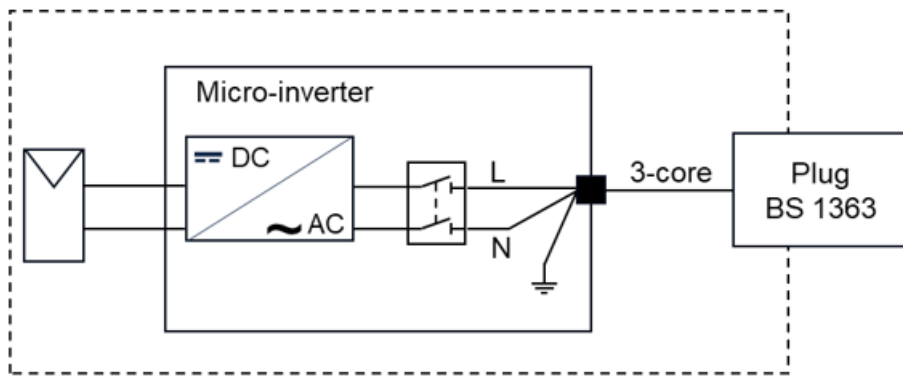 Micro-inverter
DC
AC
L
N
3-core
Plug
BS 1363